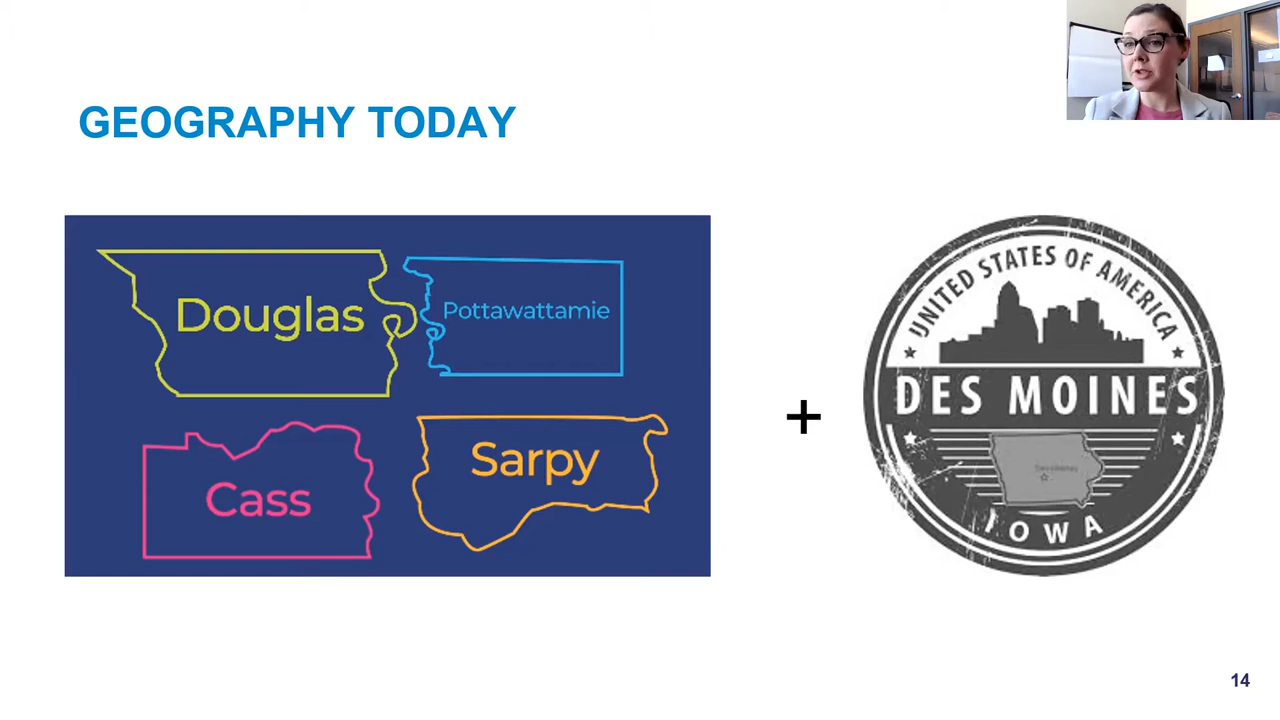 GEOGRAPHY TODAY
Douglas
Pottawattamie
Cass
Sarpy
+
UNITED STATES OF AMERICA
DES MOINES
IOWA
14